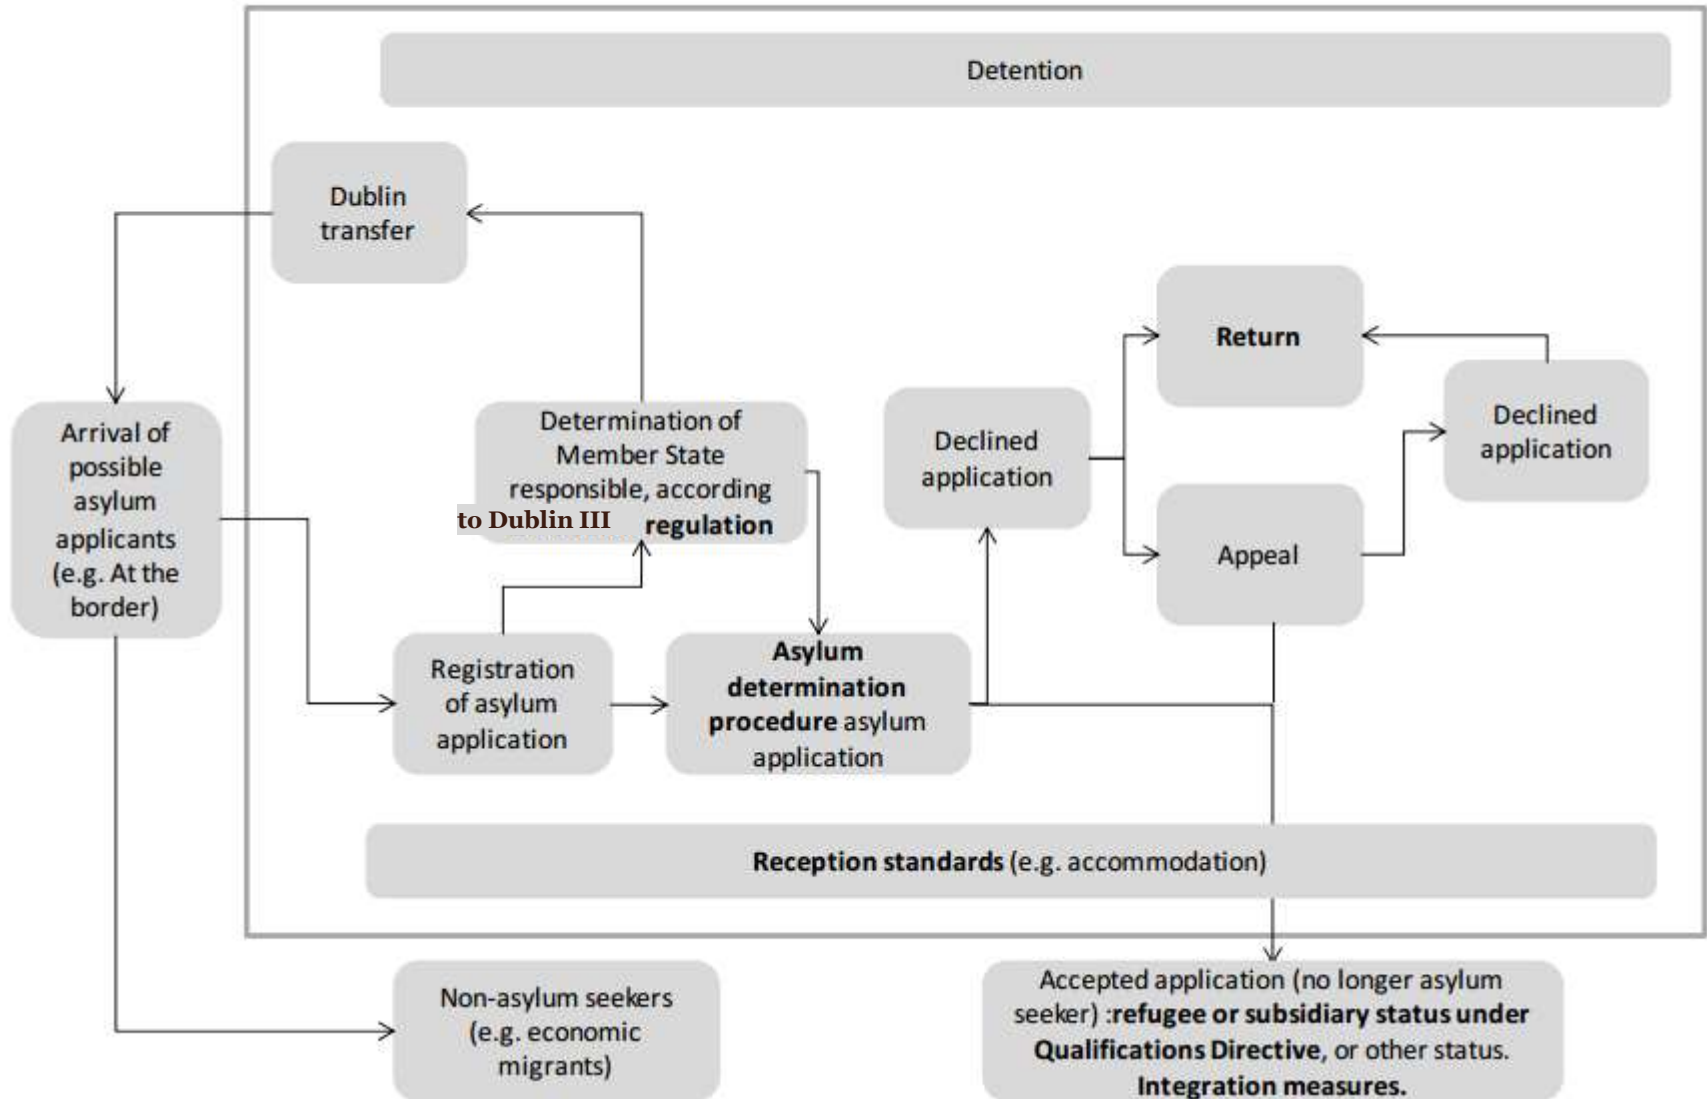 Detention
Dublin
transfer
Return
Declined
application
Arrival of
possible
asylum
applicants
(e.g. At the
border)
Determination of
Member State
responsible, according
to Dublin III regulation
Declined
application
Appeal
Registration
of asylum
application
Asylum
determination
procedure asylum
application
Reception standards (e.g. accommodation)
Non-asylum seekers
(e.g. economic
migrants)
Accepted application (no longer asylum
seeker) :refugee or subsidiary status under
Qualifications Directive, or other status.
Integration measures.